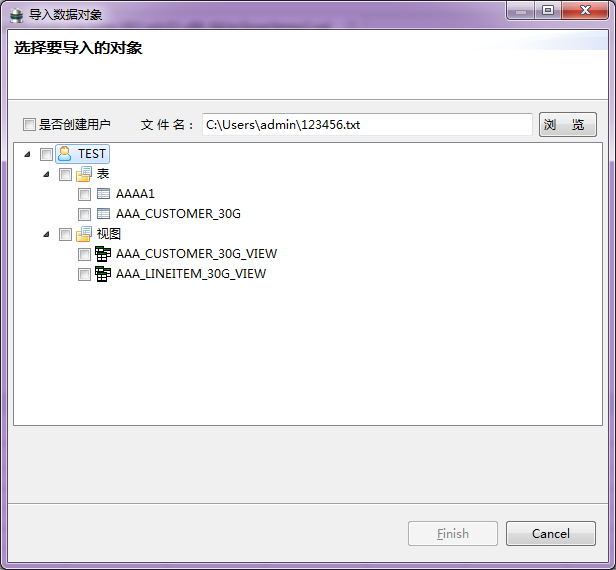 导入数据对象
选择要导入的对象
是否创建用户 文 件 名： C:\Users\admin\123456.txt 浏 览
TEST
表
AAAA1
AAA_CUSTOMER_30G
视图
AAA_CUSTOMER_30G_VIEW
AAA_LINEITEM_30G_VIEW
Finish Cancel